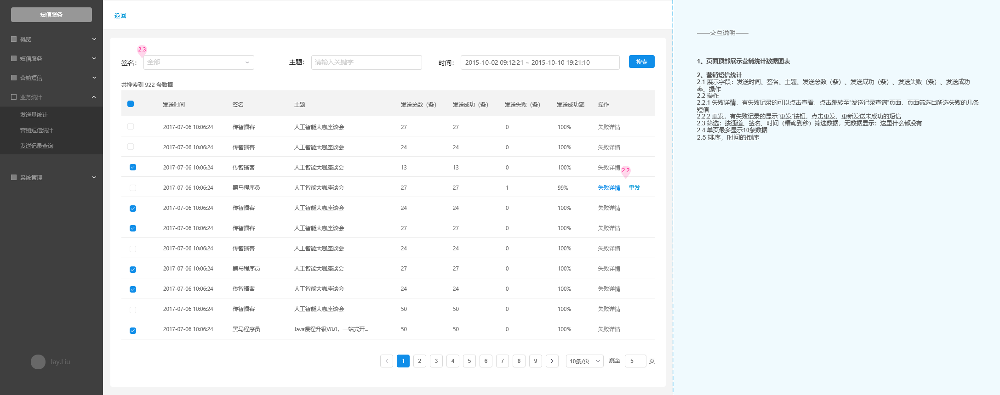 短信服务
概览
短信服务
营销短信
业务统计
发送量统计
营销短信统计
发送记录查询
系统管理
Jay.Liu
返回
2.3
签名： 全部 主题： 请输入关键字 时间： 2015-10-02 09:12:21 ~ 2015-10-10 19:21:10 搜索
共搜索到 922 条数据
发送时间 签名 主题 发送总数（条） 发送成功（条） 发送失败（条） 发送成功率 操作
2017-07-06 10:06:24 传智播客 人工智能大咖座谈会 27 27 0 100% 失败详情
2017-07-06 10:06:24 传智播客 人工智能大咖座谈会 24 24 0 100% 失败详情
2017-07-06 10:06:24 传智播客 人工智能大咖座谈会 13 13 0 100% 失败详情
2.2
2017-07-06 10:06:24 黑马程序员 人工智能大咖座谈会 27 27 1 99% 失败详情 重发
2017-07-06 10:06:24 传智播客 人工智能大咖座谈会 24 24 0 100% 失败详情
2017-07-06 10:06:24 传智播客 人工智能大咖座谈会 27 27 0 100% 失败详情
2017-07-06 10:06:24 传智播客 人工智能大咖座谈会 24 24 0 100% 失败详情
2017-07-06 10:06:24 黑马程序员 人工智能大咖座谈会 27 27 0 100% 失败详情
2017-07-06 10:06:24 传智播客 人工智能大咖座谈会 24 24 0 100% 失败详情
2017-07-06 10:06:24 传智播客 人工智能大咖座谈会 50 50 0 100% 失败详情
2017-07-06 10:06:24 黑马程序员 Java课程升级V8.0，一站式开... 50 50 0 100% 失败详情
1 2 3 4 5 6 7 8 9 10条/页 跳至 5 页
——交互说明——
1、页面顶部展示营销统计数据图表
2、营销短信统计
2.1 展示字段：发送时间、签名、主题、发送总数（条）、发送成功（条）、发送失败（条）、发送成功
率、操作
2.2 操作
2.2.1 失败详情，有失败记录的可以点击查看，点击跳转至“发送记录查询”页面，页面筛选出所选失败的几条
短信
2.2.2 重发，有失败记录的显示“重发”按钮，点击重发，重新发送未成功的短信
2.3 筛选：按通道、签名、时间（精确到秒）筛选数据，无数据显示：这里什么都没有
2.4 单页最多显示10条数据
2.5 排序，时间的倒序